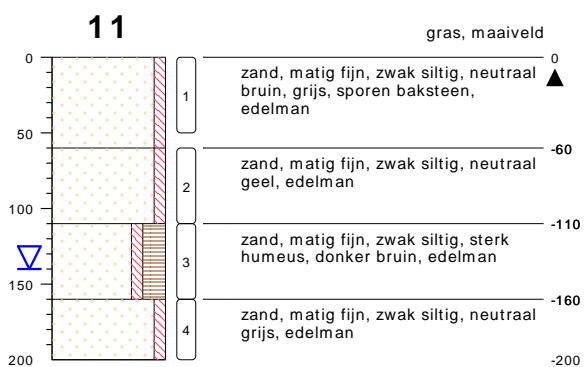 11
gras, maaiveld
0
0
zand, matig fijn, zwak siltig, neutraal
bruin, grijs, sporen baksteen,
edelman
1
50
-60
zand, matig fijn, zwak siltig, neutraal
geel, edelman
2
100
-110
zand, matig fijn, zwak siltig, sterk
humeus, donker bruin, edelman
3
150
-160
zand, matig fijn, zwak siltig, neutraal
grijs, edelman
4
200
-200